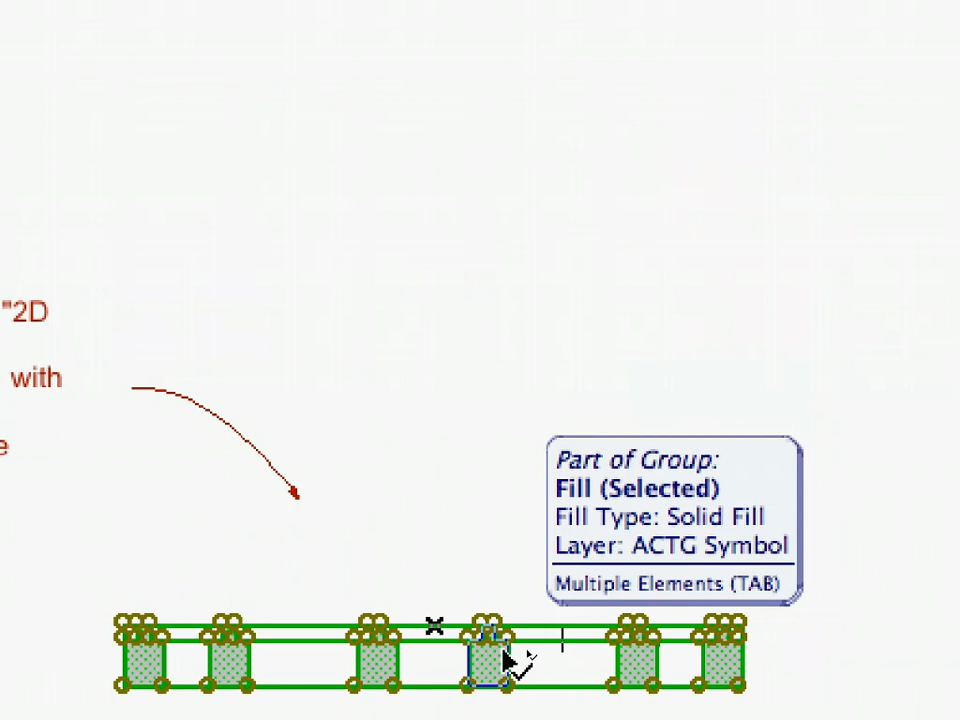 "2D
with
e
Part of Group:
Fill (Selected)
Fill Type: Solid Fill
Layer: ACTG Symbol
Multiple Elements (TAB)